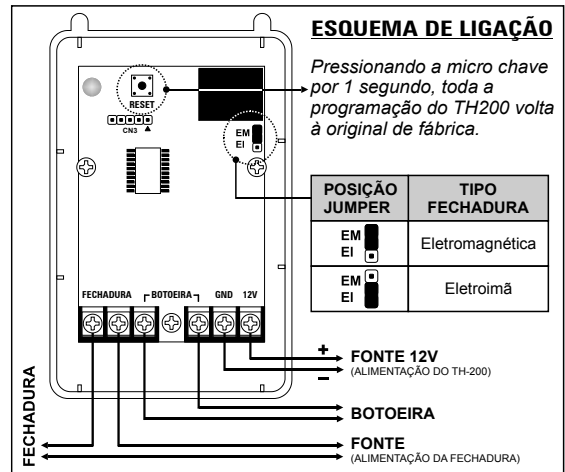 ESQUEMA DE LIGAÇÃO
Pressionando a micro chave
por 1 segundo, toda a
programação do TH200 volta
à original de fábrica.
RESET
CN3
EM
EI
POSIÇÃO JUMPER
TIPO FECHADURA
EM
EI
Eletromagnética
EM
EI
Eletroimã
FECHADURA BOTOEIRA GND 12V
+ FONTE 12V
– (ALIMENTAÇÃO DO TH-200)
BOTOEIRA
FONTE
(ALIMENTAÇÃO DA FECHADURA)
FECHADURA